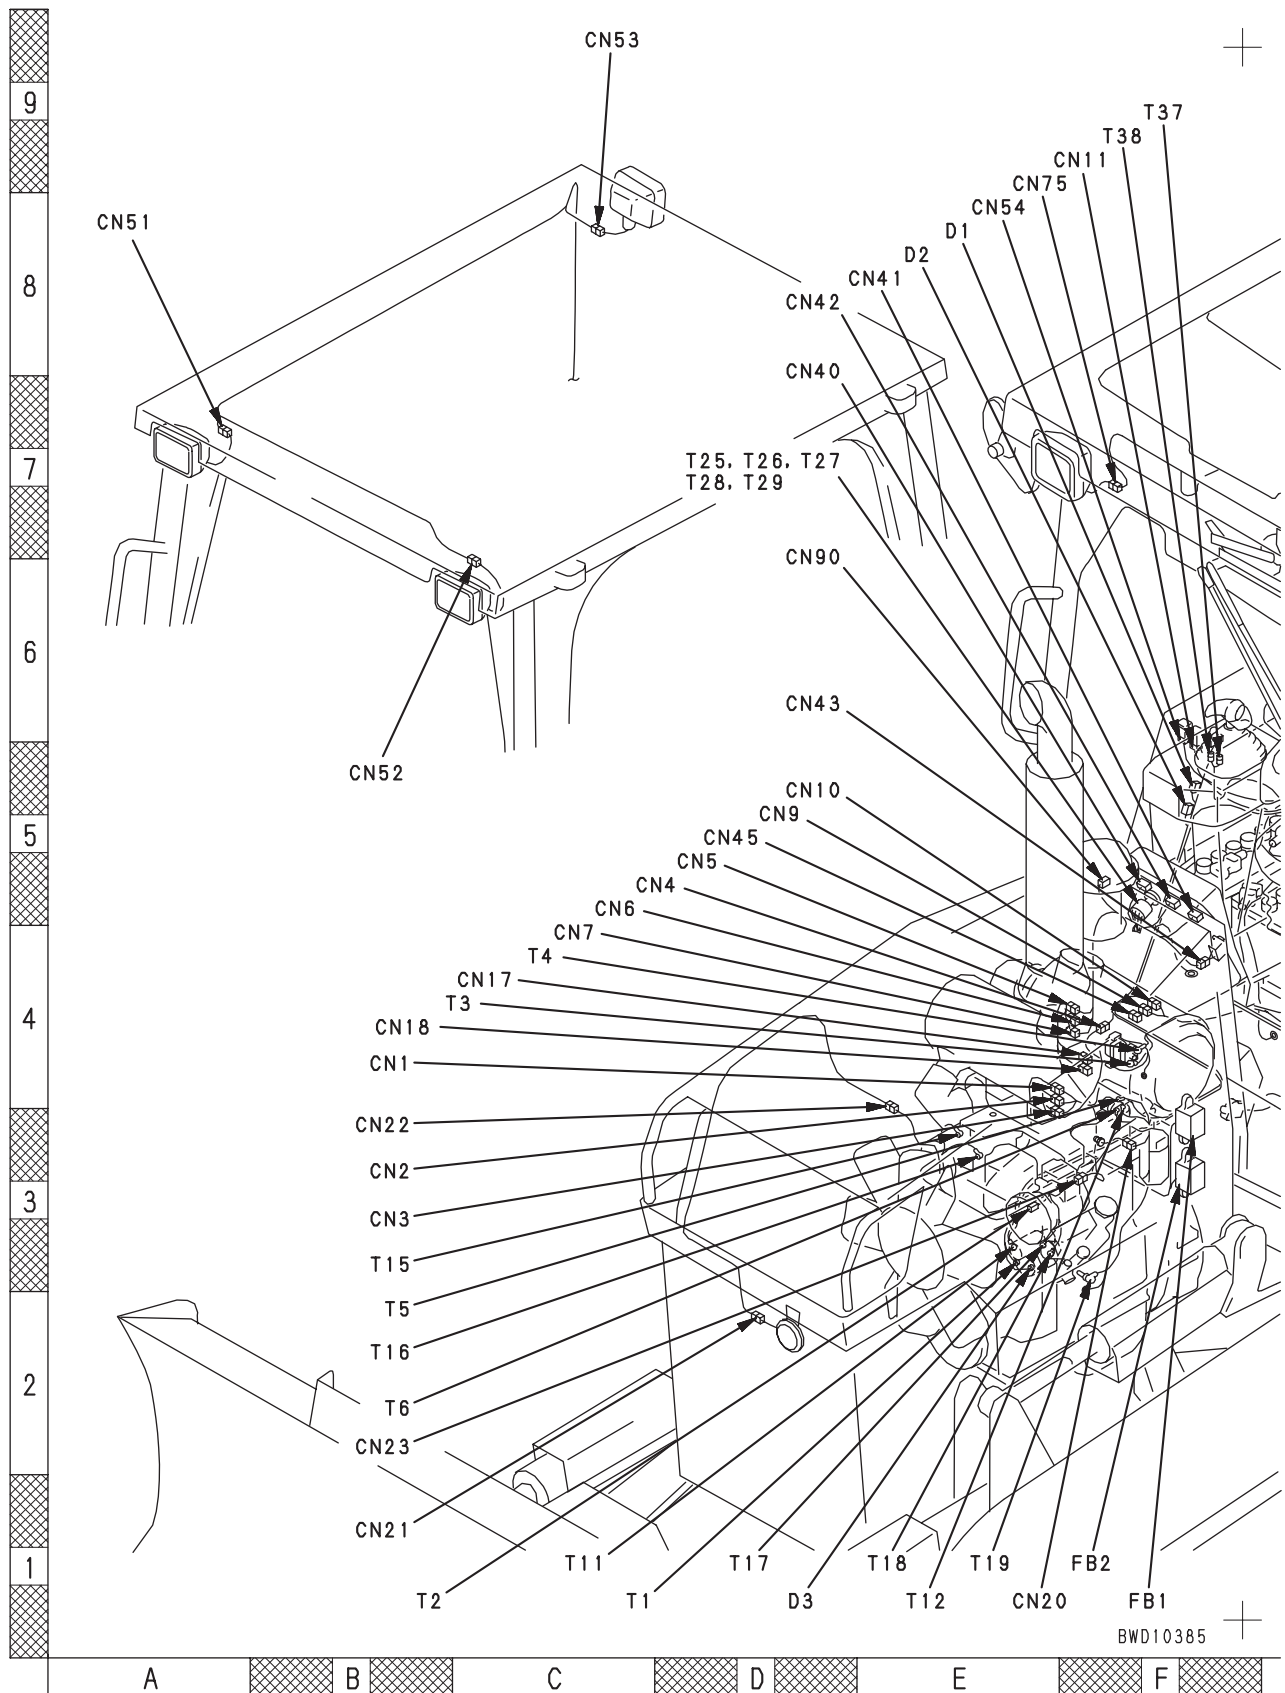 CN53
9
T37
T38
CN11
CN75
CN54
CN51
D1
D2
CN41
8
CN42
CN40
T25, T26, T27
T28, T29
7
CN90
6
CN43
CN52
CN10
CN9
5
CN45
CN5
CN4
CN6
CN7
T4
CN17
T3
4
CN18
CN1
CN22
CN2
3
CN3
T15
T5
T16
2
T6
CN23
CN21
1
T11
T17
T18
T19
FB2
T2
T1
D3
T12
CN20
FB1
BWD10385
A
B
C
D
E
F